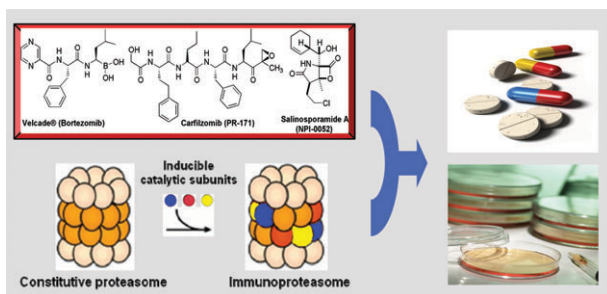 Velcade® (Bortezomib)
Carfilzomib (PR-171)
Salinosporamide A
(NPI-0052)
Inducible
catalytic subunits
Constitutive proteasome
Immunoproteasome